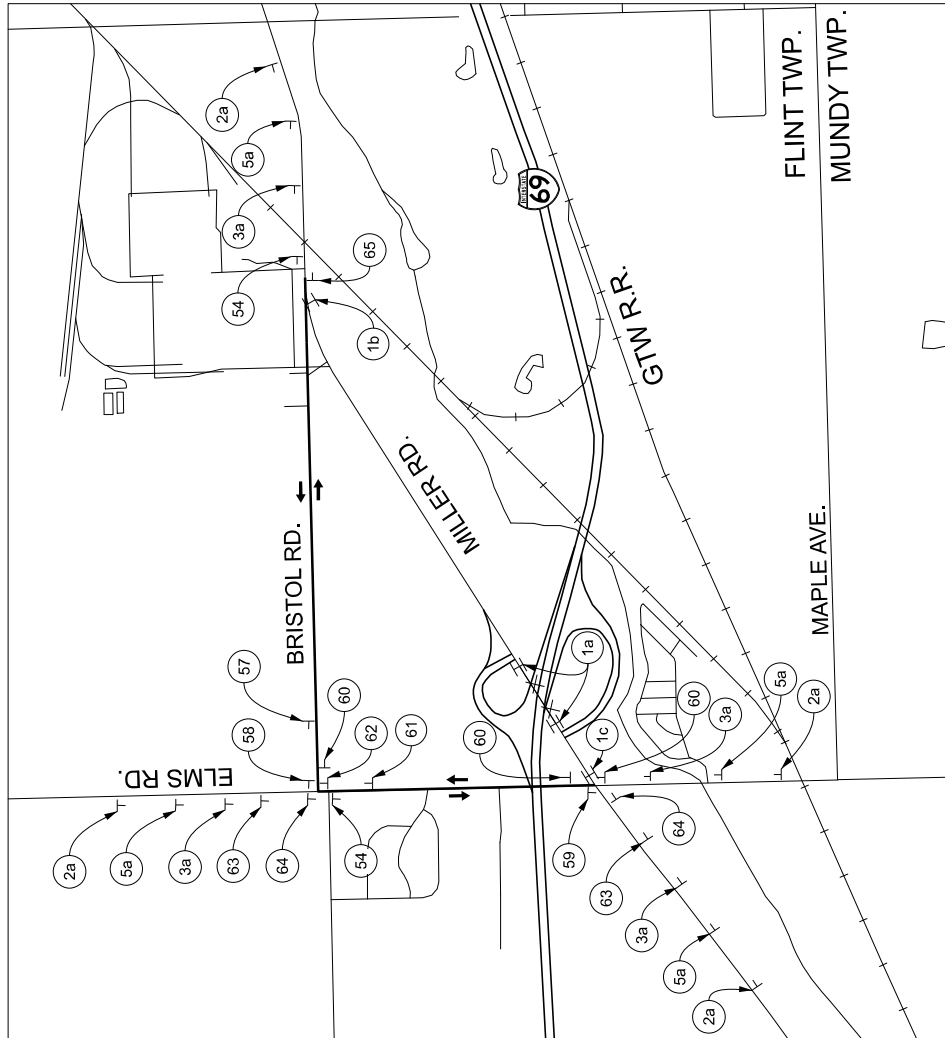 2a
5a
3a
54
65
1b
INTERSTATE
69
FLINT TWP.
MUNDY TWP.
GTW R.R.
MILLER RD.
BRISTOL RD.
MAPLE AVE.
57
58
60
62
61
ELMS RD.
60
1a
1c
60
3a
5a
2a
2a
5a
3a
63
64
54
59
64
63
3a
5a
2a